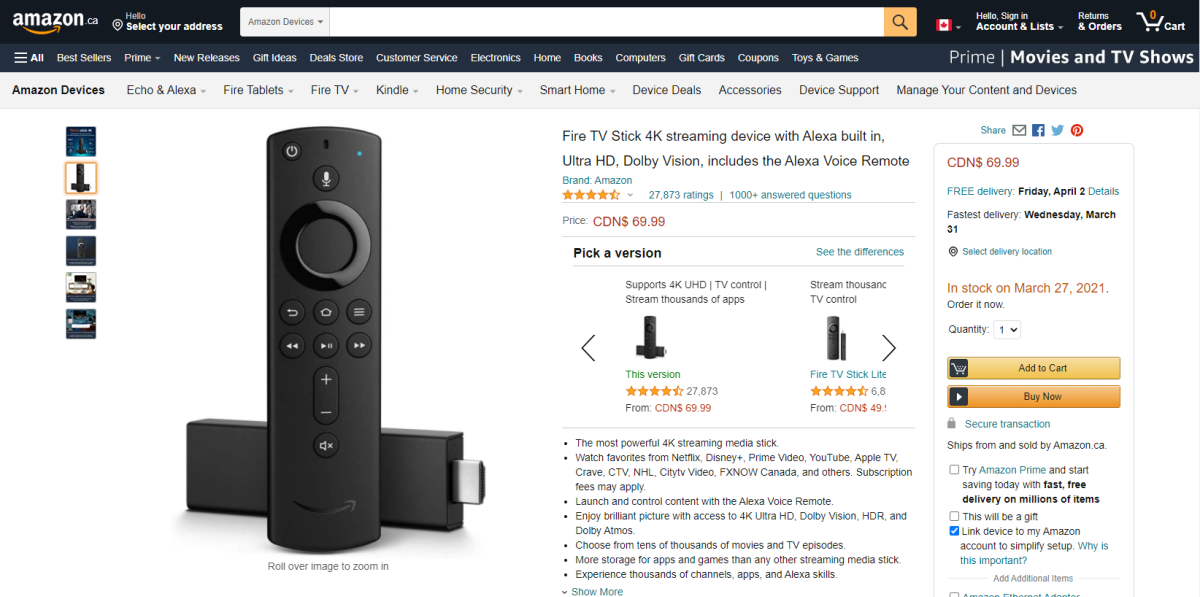 amazon.ca
Hello
Select your address
Amazon Devices
Hello, Sign in
Account & Lists
Returns
& Orders
0
Cart
All
Best Sellers
Prime
New Releases
Gift Ideas
Deals Store
Customer Service
Electronics
Home
Books
Computers
Gift Cards
Coupons
Toys & Games
Prime | Movies and TV Shows
Amazon Devices
Echo & Alexa
Fire Tablets
Fire TV
Kindle
Home Security
Smart Home
Device Deals
Accessories
Device Support
Manage Your Content and Devices
Roll over image to zoom in
Fire TV Stick 4K streaming device with Alexa built in,
Ultra HD, Dolby Vision, includes the Alexa Voice Remote
Brand: Amazon
27,873 ratings | 1000+ answered questions
Price: CDN$ 69.99
Pick a version
See the differences
Supports 4K UHD | TV control |
Stream thousands of apps
This version
27,873
From: CDN$ 69.99
Stream thousanc
TV control
Fire TV Stick Lite
6,8
From: CDN$ 49.
The most powerful 4K streaming media stick.
Watch favorites from Netflix, Disney+, Prime Video, YouTube, Apple TV,
Crave, CTV, NHL, Citytv Video, FXNOW Canada, and others. Subscription
fees may apply.
Launch and control content with the Alexa Voice Remote.
Enjoy brilliant picture with access to 4K Ultra HD, Dolby Vision, HDR, and
Dolby Atmos.
Choose from tens of thousands of movies and TV episodes.
More storage for apps and games than any other streaming media stick.
Experience thousands of channels, apps, and Alexa skills.
Show More
Share
CDN$ 69.99
FREE delivery: Friday, April 2 Details
Fastest delivery: Wednesday, March
31
Select delivery location
In stock on March 27, 2021.
Order it now.
Quantity: 1
Add to Cart
Buy Now
Secure transaction
Ships from and sold by Amazon.ca.
Try Amazon Prime and start
saving today with fast, free
delivery on millions of items
This will be a gift
Link device to my Amazon
account to simplify setup. Why is
this important?
Add Additional Items
Amazon Ethernet Adapter